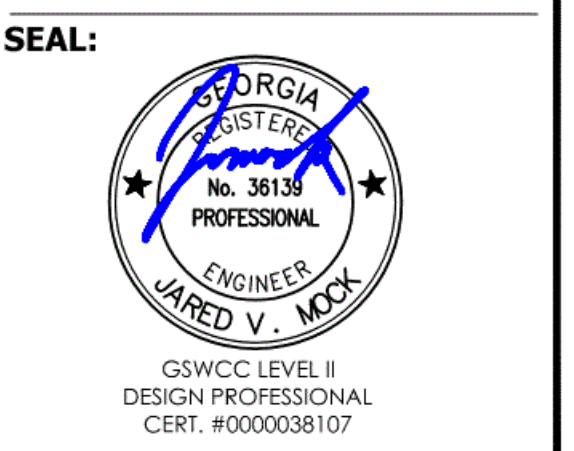 SEAL:
GEORGIA
REGISTERED
No. 36139
PROFESSIONAL
ENGINEER
JARED V. MOCK
GSWCC LEVEL II
DESIGN PROFESSIONAL
CERT. #0000038107